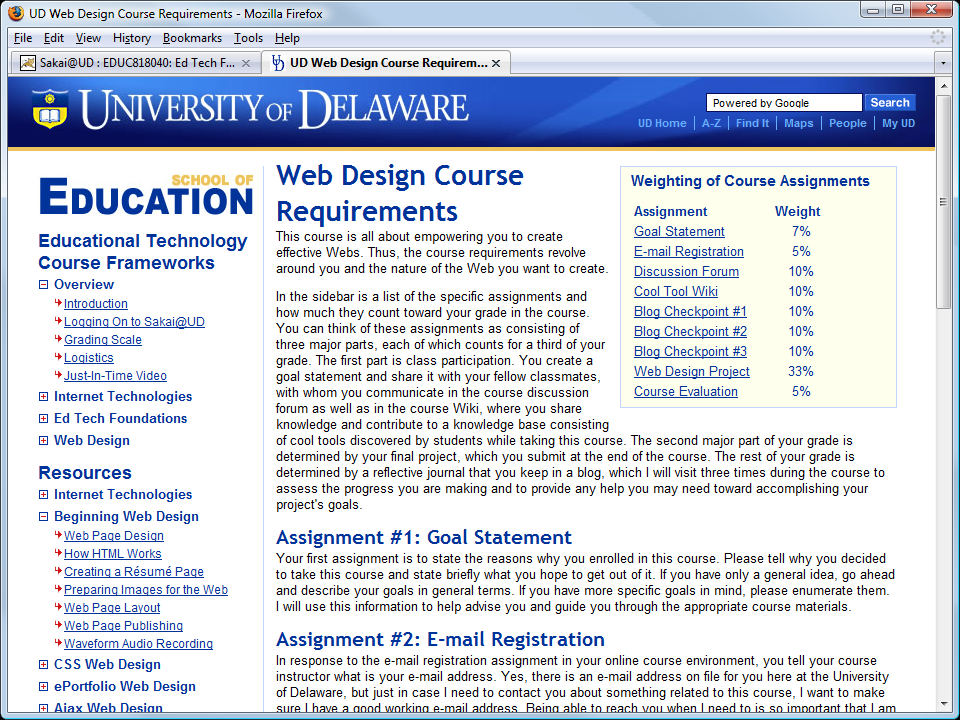 UD Web Design Course Requirements - Mozilla Firefox
File Edit View History Bookmarks Tools Help
Sakai@UD : EDUC818040: Ed Tech F...
UD Web Design Course Requirem...
UNIVERSITY OF DELAWARE
Powered by Google Search
UD Home A-Z Find It Maps People My UD
SCHOOL OF
EDUCATION
Educational Technology
Course Frameworks
Overview
Introduction
Logging On to Sakai@UD
Grading Scale
Logistics
Just-In-Time Video
Internet Technologies
Ed Tech Foundations
Web Design
Resources
Internet Technologies
Beginning Web Design
Web Page Design
How HTML Works
Creating a Résumé Page
Preparing Images for the Web
Web Page Layout
Web Page Publishing
Waveform Audio Recording
CSS Web Design
ePortfolio Web Design
Ajax Web Design
Web Design Course
Requirements
This course is all about empowering you to create
effective Webs. Thus, the course requirements revolve
around you and the nature of the Web you want to create.
In the sidebar is a list of the specific assignments and
how much they count toward your grade in the course.
You can think of these assignments as consisting of
three major parts, each of which counts for a third of your
grade. The first part is class participation. You create a
goal statement and share it with your fellow classmates,
with whom you communicate in the course discussion
forum as well as in the course Wiki, where you share
knowledge and contribute to a knowledge base consisting
of cool tools discovered by students while taking this course. The second major part of your grade is
determined by your final project, which you submit at the end of the course. The rest of your grade is
determined by a reflective journal that you keep in a blog, which I will visit three times during the course to
assess the progress you are making and to provide any help you may need toward accomplishing your
project's goals.
Weighting of Course Assignments
Assignment Weight
Goal Statement 7%
E-mail Registration 5%
Discussion Forum 10%
Cool Tool Wiki 10%
Blog Checkpoint #1 10%
Blog Checkpoint #2 10%
Blog Checkpoint #3 10%
Web Design Project 33%
Course Evaluation 5%
Assignment #1: Goal Statement
Your first assignment is to state the reasons why you enrolled in this course. Please tell why you decided
to take this course and state briefly what you hope to get out of it. If you have only a general idea, go ahead
and describe your goals in general terms. If you have more specific goals in mind, please enumerate them.
I will use this information to help advise you and guide you through the appropriate course materials.
Assignment #2: E-mail Registration
In response to the e-mail registration assignment in your online course environment, you tell your course
instructor what is your e-mail address. Yes, there is an e-mail address on file for you here at the University
of Delaware, but just in case I need to contact you about something related to this course, I want to make
sure I have a good working e-mail address. Being able to reach you when I need to is so important that I am